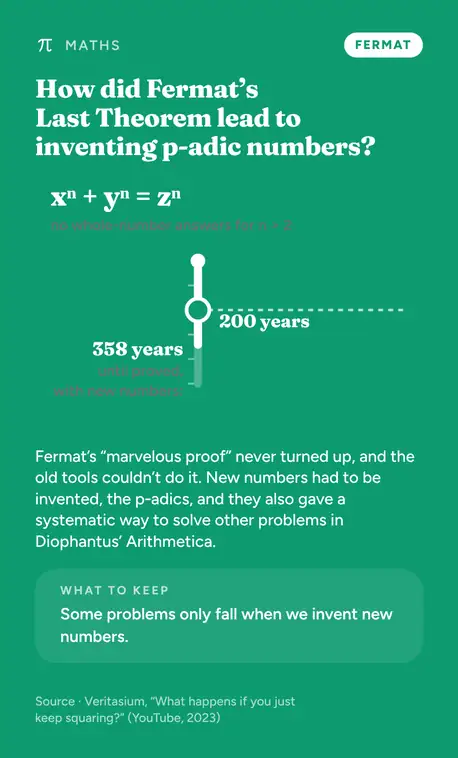 π MATHS
FERMAT
How did Fermat’s
Last Theorem lead to
inventing p-adic numbers?
xⁿ + yⁿ = zⁿ
no whole-number answers for n > 2
200 years
358 years
until proved,
with new numbers
Fermat’s “marvelous proof” never turned up, and the
old tools couldn’t do it. New numbers had to be
invented, the p-adics, and they also gave a
systematic way to solve other problems in
Diophantus’ Arithmetica.
WHAT TO KEEP
Some problems only fall when we invent new
numbers.
Source · Veritasium, “What happens if you just
keep squaring?” (YouTube, 2023)